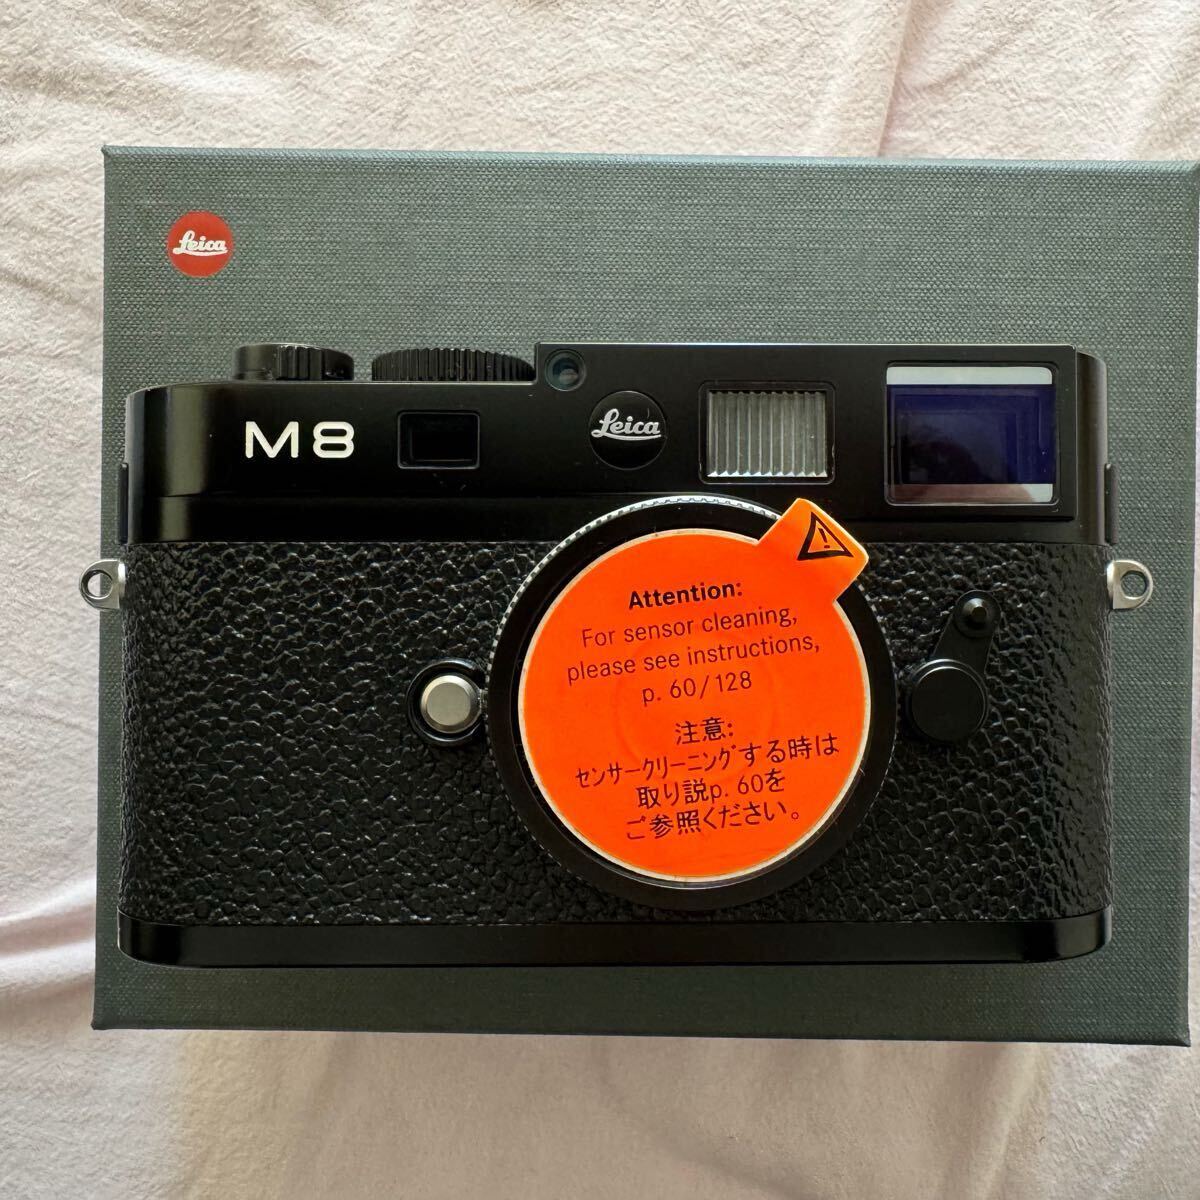 Leica
M8
Leica
Attention:
For sensor cleaning,
please see instructions,
p. 60/128
注意:
センサークリーニングする時は
取り説p. 60を
ご参照ください。